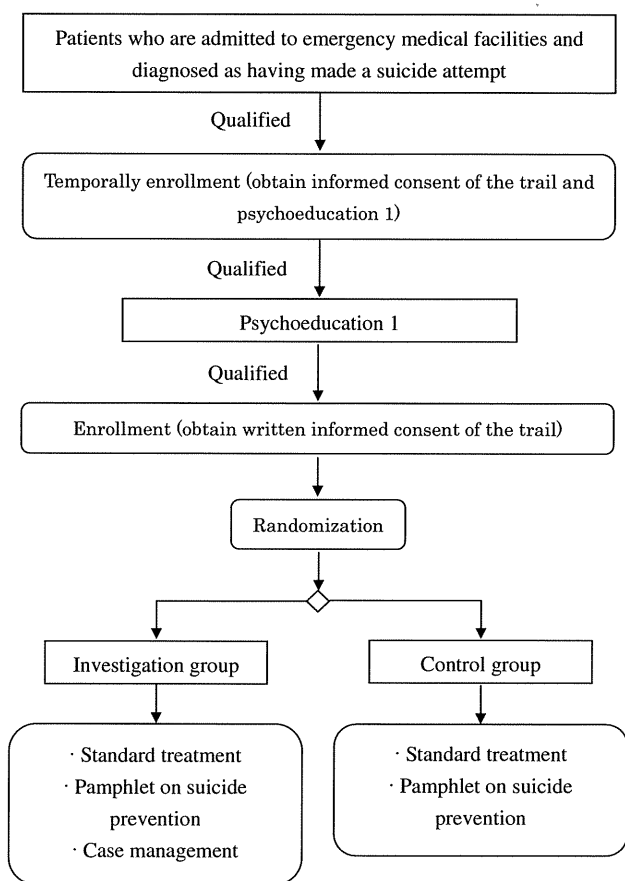 Patients who are admitted to emergency medical facilities and
diagnosed as having made a suicide attempt
Qualified
Temporally enrollment (obtain informed consent of the trail and
psychoeducation 1)
Qualified
Psychoeducation 1
Qualified
Enrollment (obtain written informed consent of the trail)
Randomization
Investigation group
Control group
· Standard treatment
· Pamphlet on suicide
prevention
· Case management
· Standard treatment
· Pamphlet on suicide
prevention